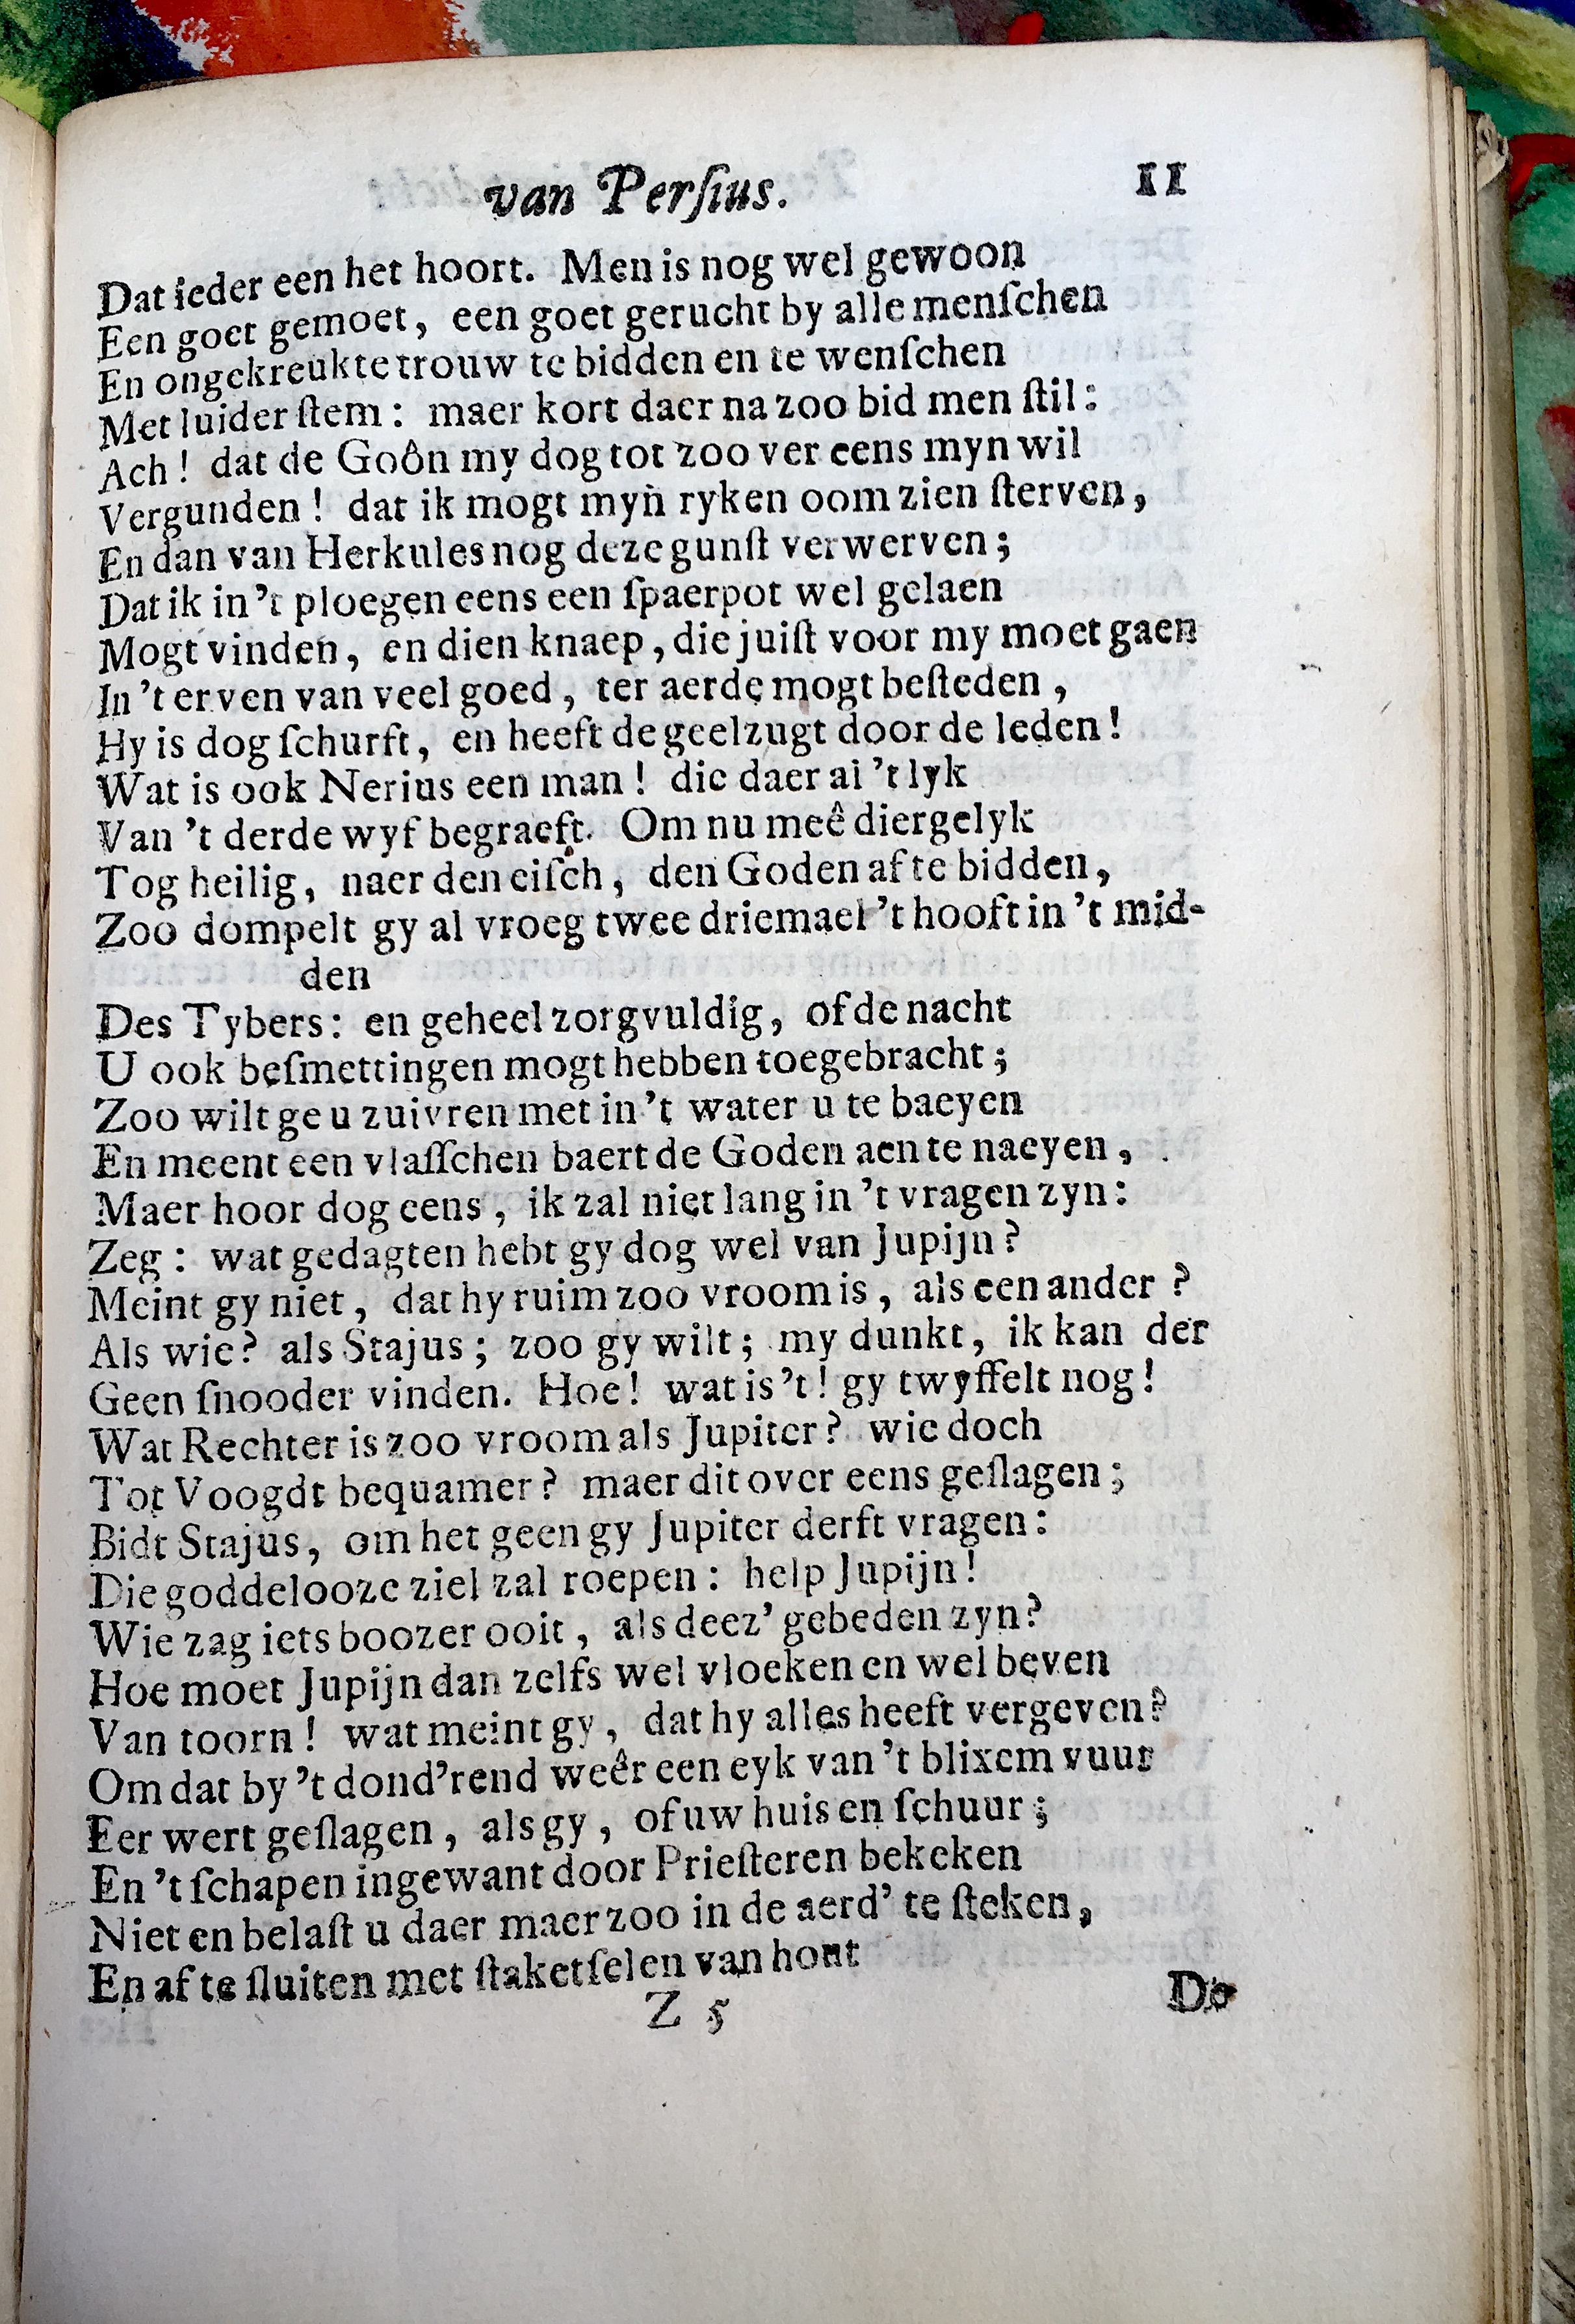 van Perſius. 11
Dat ieder een het hoort. Men is nog wel gewoon
Een goet gemoet, een goet gerucht by alle menſchen
En ongekreukte trouw te bidden en te wenſchen
Met luider ſtem: maer kort daer na zoo bid men ſtil:
Ach! dat de Goôn my dog tot zoo ver eens myn wil
Vergunden! dat ik mogt myn ryken oom zien ſterven,
En dan van Herkules nog deze gunſt verwerven;
Dat ik in 't ploegen eens een ſpaerpot wel gelaen
Mogt vinden, en dien knaep, die juiſt voor my moet gaen
In 't erven van veel goed, ter aerde mogt beſteden,
Hy is dog ſchurft, en heeft de geelzugt door de leden!
Wat is ook Nerius een man! die daer al 't lyk
Van 't derde wyf begraeft. Om nu meê diergelyk
Tog heilig, naer den eiſch, den Goden af te bidden,
Zoo dompelt gy al vroeg twee driemael 't hooft in 't mid-
den
Des Tybers: en geheel zorgvuldig, of de nacht
U ook beſmettingen mogt hebben toegebracht;
Zoo wilt ge u zuivren met in 't water u te baeyen
En meent een vlaſſchen baert de Goden aen te naeyen,
Maer hoor dog eens, ik zal niet lang in 't vragen zyn:
Zeg: wat gedagten hebt gy dog wel van Jupijn?
Meint gy niet, dat hy ruim zoo vroom is, als een ander?
Als wie? als Stajus; zoo gy wilt; my dunkt, ik kan der
Geen ſnooder vinden. Hoe! wat is 't! gy twyffelt nog!
Wat Rechter is zoo vroom als Jupiter? wie doch
Tot Voogdt bequamer? maer dit over eens geſlagen;
Bidt Stajus, om het geen gy Jupiter derft vragen:
Die goddelooze ziel zal roepen: help Jupijn!
Wie zag iets boozer ooit, als deez' gebeden zyn?
Hoe moet Jupijn dan zelfs wel vloeken en wel beven
Van toorn! wat meint gy, dat hy alles heeft vergeven?
Om dat by 't dond'rend weêr een eyk van 't blixem vuur
Eer wert geſlagen, als gy, of uw huis en ſchuur;
En 't ſchapen ingewant door Prieſteren bekeken
Niet en belaſt u daer maer zoo in de aerd' te ſteken,
En af te ſluiten met ſtaketſelen van hout
Z 5 Do